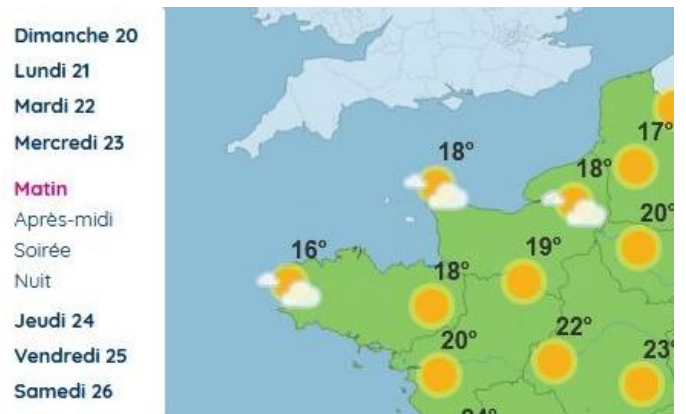 Dimanche 20
Lundi 21
Mardi 22
Mercredi 23
Matin
Après-midi
Soirée
Nuit
Jeudi 24
Vendredi 25
Samedi 26
17°
18°
18°
20°
16°
18°
19°
20°
22°
23°
24°